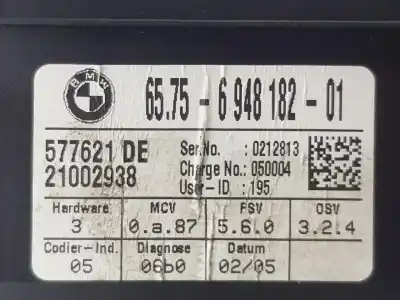 BMW
65.75 - 6 948 182 - 01
577621 DE
21002938
Ser.No. : 0212813
Charge No.: 050004
User-ID : 195
Hardware MCV FSV OSV
3 0.a.87 5.6.0 3.2.4
Codier-Ind. Diagnose Datum
05 06b0 02/05